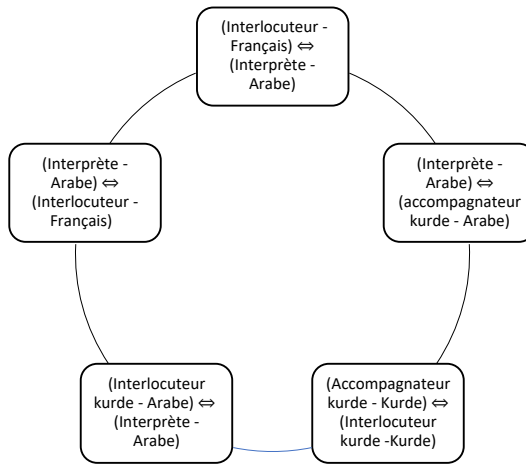 (Interlocuteur -
Français) ⇔
(Interprète -
Arabe)
(Interprète -
Arabe) ⇔
(Interlocuteur -
Français)
(Interprète -
Arabe) ⇔
(accompagnateur
kurde - Arabe)
(Interlocuteur
kurde - Arabe) ⇔
(Interprète -
Arabe)
(Accompagnateur
kurde - Kurde) ⇔
(Interlocuteur
kurde -Kurde)